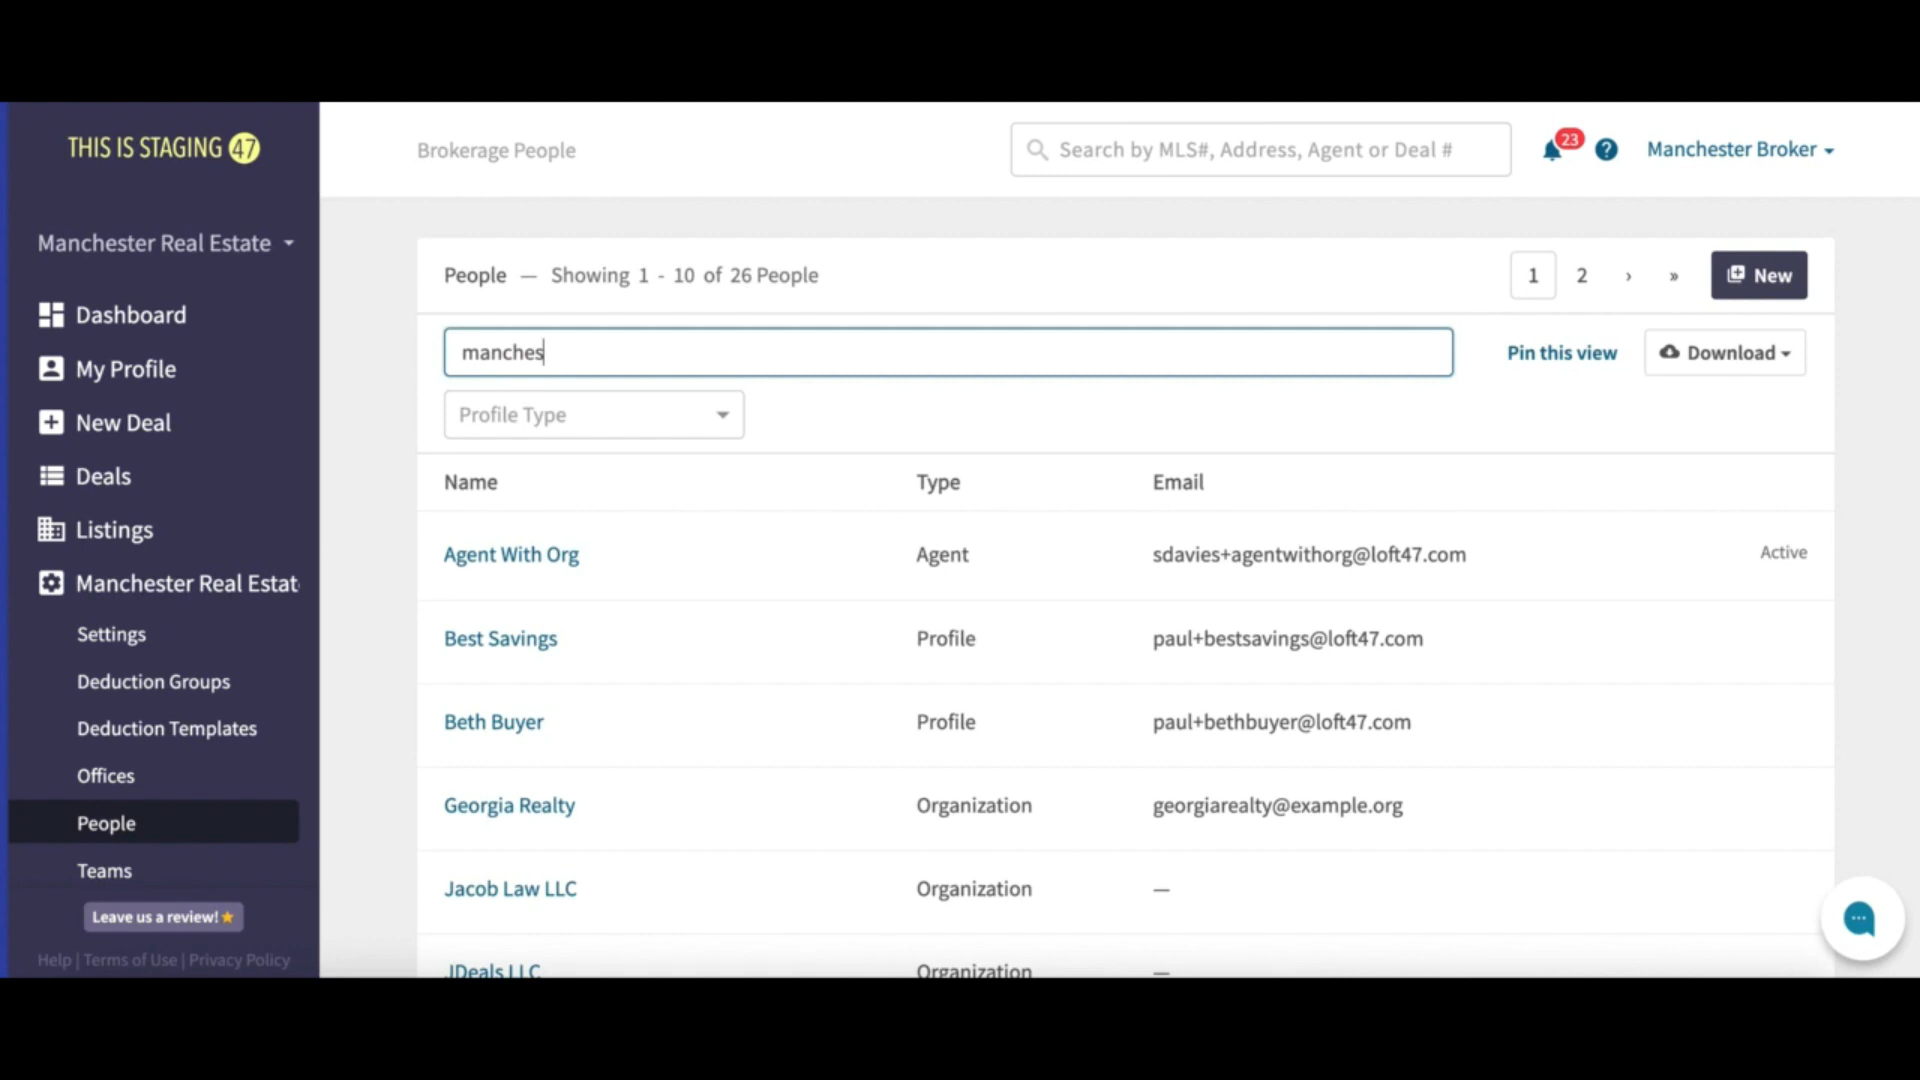 THIS IS STAGING 47
Brokerage People
Search by MLS#, Address, Agent or Deal #
23
?
Manchester Broker
Manchester Real Estate
Dashboard
My Profile
New Deal
Deals
Listings
Manchester Real Estat
Settings
Deduction Groups
Deduction Templates
Offices
People
Teams
Leave us a review!
Help | Terms of Use | Privacy Policy
People — Showing 1 - 10 of 26 People
1 2 › » New
manches
Pin this view
Download
Profile Type
Name Type Email
Agent With Org Agent sdavies+agentwithorg@loft47.com Active
Best Savings Profile paul+bestsavings@loft47.com
Beth Buyer Profile paul+bethbuyer@loft47.com
Georgia Realty Organization georgiarealty@example.org
Jacob Law LLC Organization —
JDeals LLC Organization —